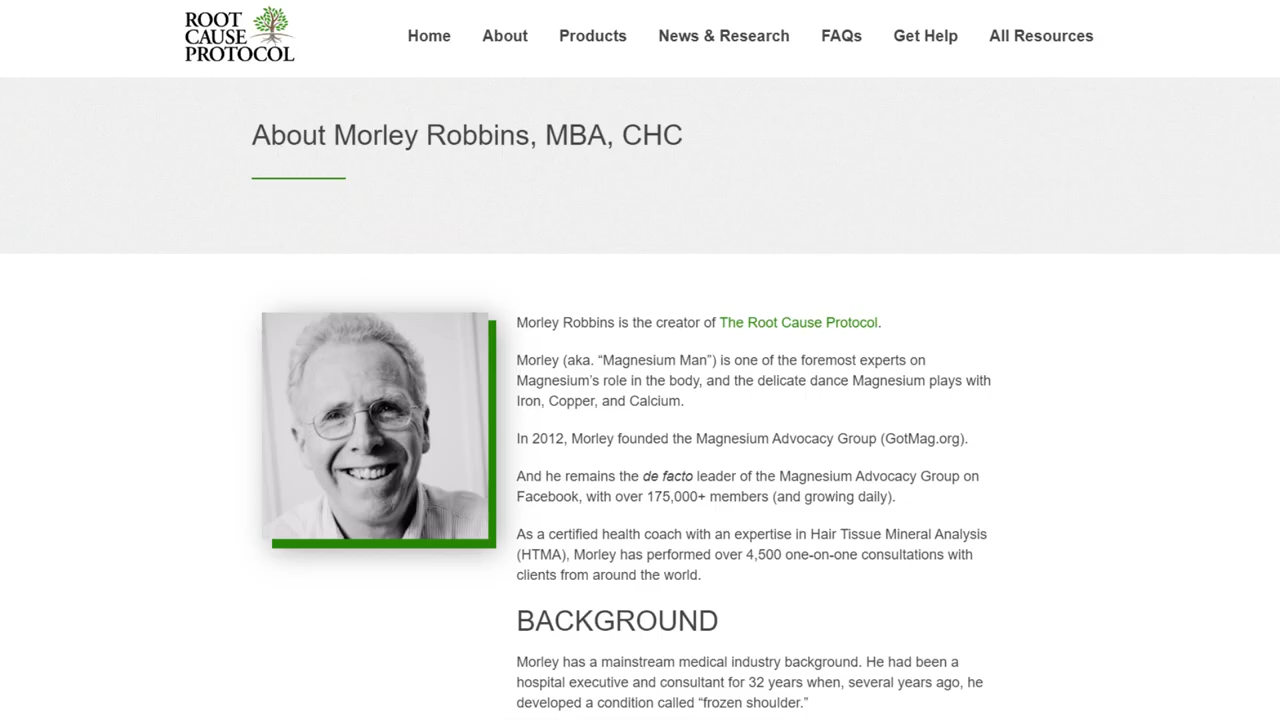 ROOT
CAUSE
PROTOCOL
Home About Products News & Research FAQs Get Help All Resources
About Morley Robbins, MBA, CHC
Morley Robbins is the creator of The Root Cause Protocol.
Morley (aka. “Magnesium Man”) is one of the foremost experts on
Magnesium’s role in the body, and the delicate dance Magnesium plays with
Iron, Copper, and Calcium.
In 2012, Morley founded the Magnesium Advocacy Group (GotMag.org).
And he remains the de facto leader of the Magnesium Advocacy Group on
Facebook, with over 175,000+ members (and growing daily).
As a certified health coach with an expertise in Hair Tissue Mineral Analysis
(HTMA), Morley has performed over 4,500 one-on-one consultations with
clients from around the world.
BACKGROUND
Morley has a mainstream medical industry background. He had been a
hospital executive and consultant for 32 years when, several years ago, he
developed a condition called “frozen shoulder.”